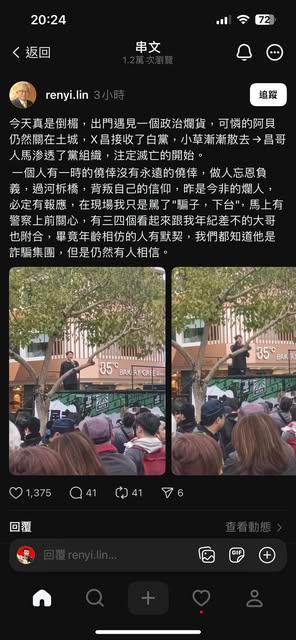 20:24
72
返回
串文
1.2萬 次瀏覽
renyi.lin 3小時
追蹤
今天真是倒楣，出門遇見一個政治爛貨，可憐的阿貝
仍然關在土城，X昌接收了白黨，小草漸漸散去→昌哥
人馬滲透了黨組織，注定滅亡的開始。
一個人有一時的僥倖沒有永遠的僥倖，做人忘恩負
義，過河柝橋，背叛自己的信仰，昨是今非的爛人，
必定有報應，在現場我只是罵了"騙子，下台"，馬上有
警察上前關心，有三四個看起來跟我年紀差不的大哥
也附合，畢竟年齡相仿的人有默契，我們都知道他是
詐騙集團，但是仍然有人相信。
85℃
BAKERY CAFE
85℃
BAKERY CAFE
1,375
41
41
6
回覆
查看動態
回覆 renyi.lin...
GIF